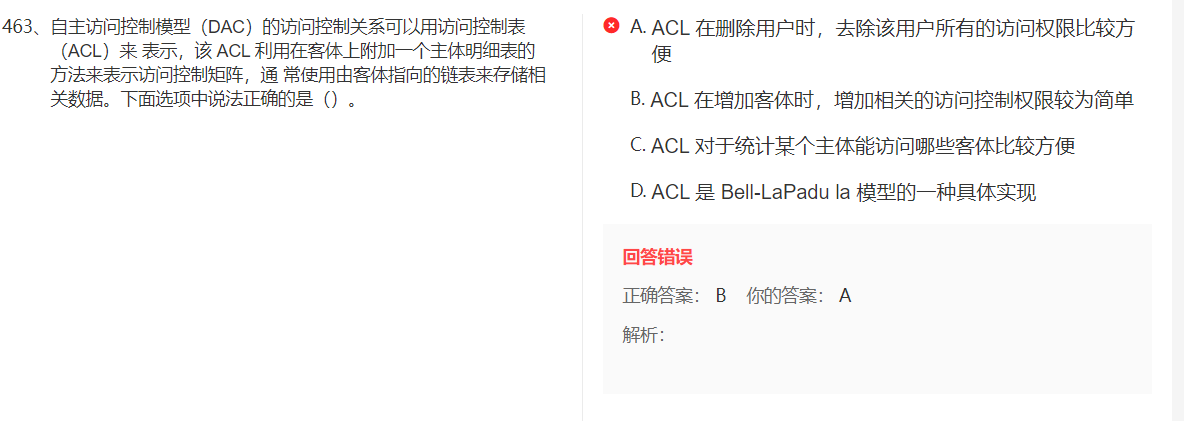 463、自主访问控制模型（DAC）的访问控制关系可以用访问控制表
（ACL）来 表示，该 ACL 利用在客体上附加一个主体明细表的
方法来表示访问控制矩阵，通 常使用由客体指向的链表来存储相
关数据。下面选项中说法正确的是（）。
A. ACL 在删除用户时，去除该用户所有的访问权限比较方
便
B. ACL 在增加客体时，增加相关的访问控制权限较为简单
C. ACL 对于统计某个主体能访问哪些客体比较方便
D. ACL 是 Bell-LaPadu la 模型的一种具体实现
回答错误
正确答案： B 你的答案： A
解析：